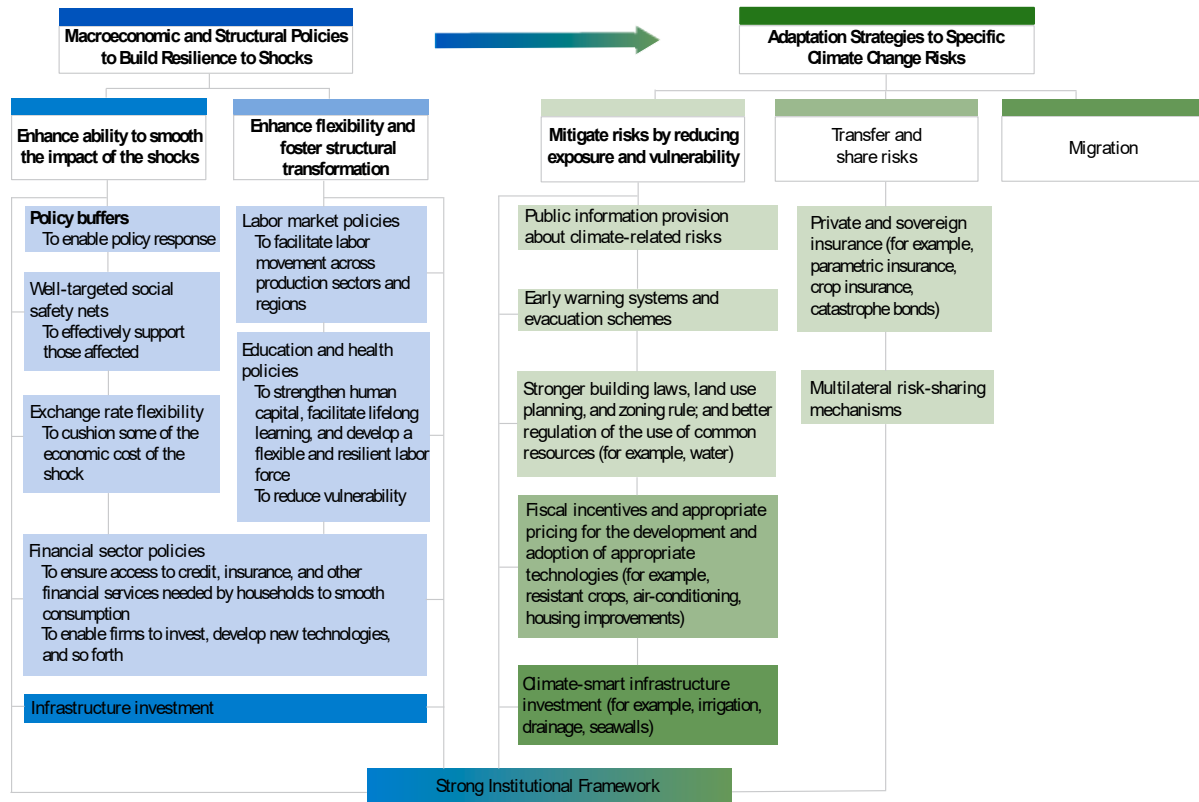 Macroeconomic and Structural Policies
to Build Resilience to Shocks
Adaptation Strategies to Specific
Climate Change Risks
Enhance ability to smooth
the impact of the shocks
Enhance flexibility and
foster structural
transformation
Mitigate risks by reducing
exposure and vulnerability
Transfer and
share risks
Migration
Policy buffers
To enable policy response
Well-targeted social
safety nets
To effectively support
those affected
Exchange rate flexibility
To cushion some of the
economic cost of the
shock
Labor market policies
To facilitate labor
movement across
production sectors and
regions
Education and health
policies
To strengthen human
capital, facilitate lifelong
learning, and develop a
flexible and resilient labor
force
To reduce vulnerability
Financial sector policies
To ensure access to credit, insurance, and other
financial services needed by households to smooth
consumption
To enable firms to invest, develop new technologies,
and so forth
Infrastructure investment
Public information provision
about climate-related risks
Early warning systems and
evacuation schemes
Stronger building laws, land use
planning, and zoning rule; and better
regulation of the use of common
resources (for example, water)
Fiscal incentives and appropriate
pricing for the development and
adoption of appropriate
technologies (for example,
resistant crops, air-conditioning,
housing improvements)
Climate-smart infrastructure
investment (for example, irrigation,
drainage, seawalls)
Private and sovereign
insurance (for example,
parametric insurance,
crop insurance,
catastrophe bonds)
Multilateral risk-sharing
mechanisms
Strong Institutional Framework